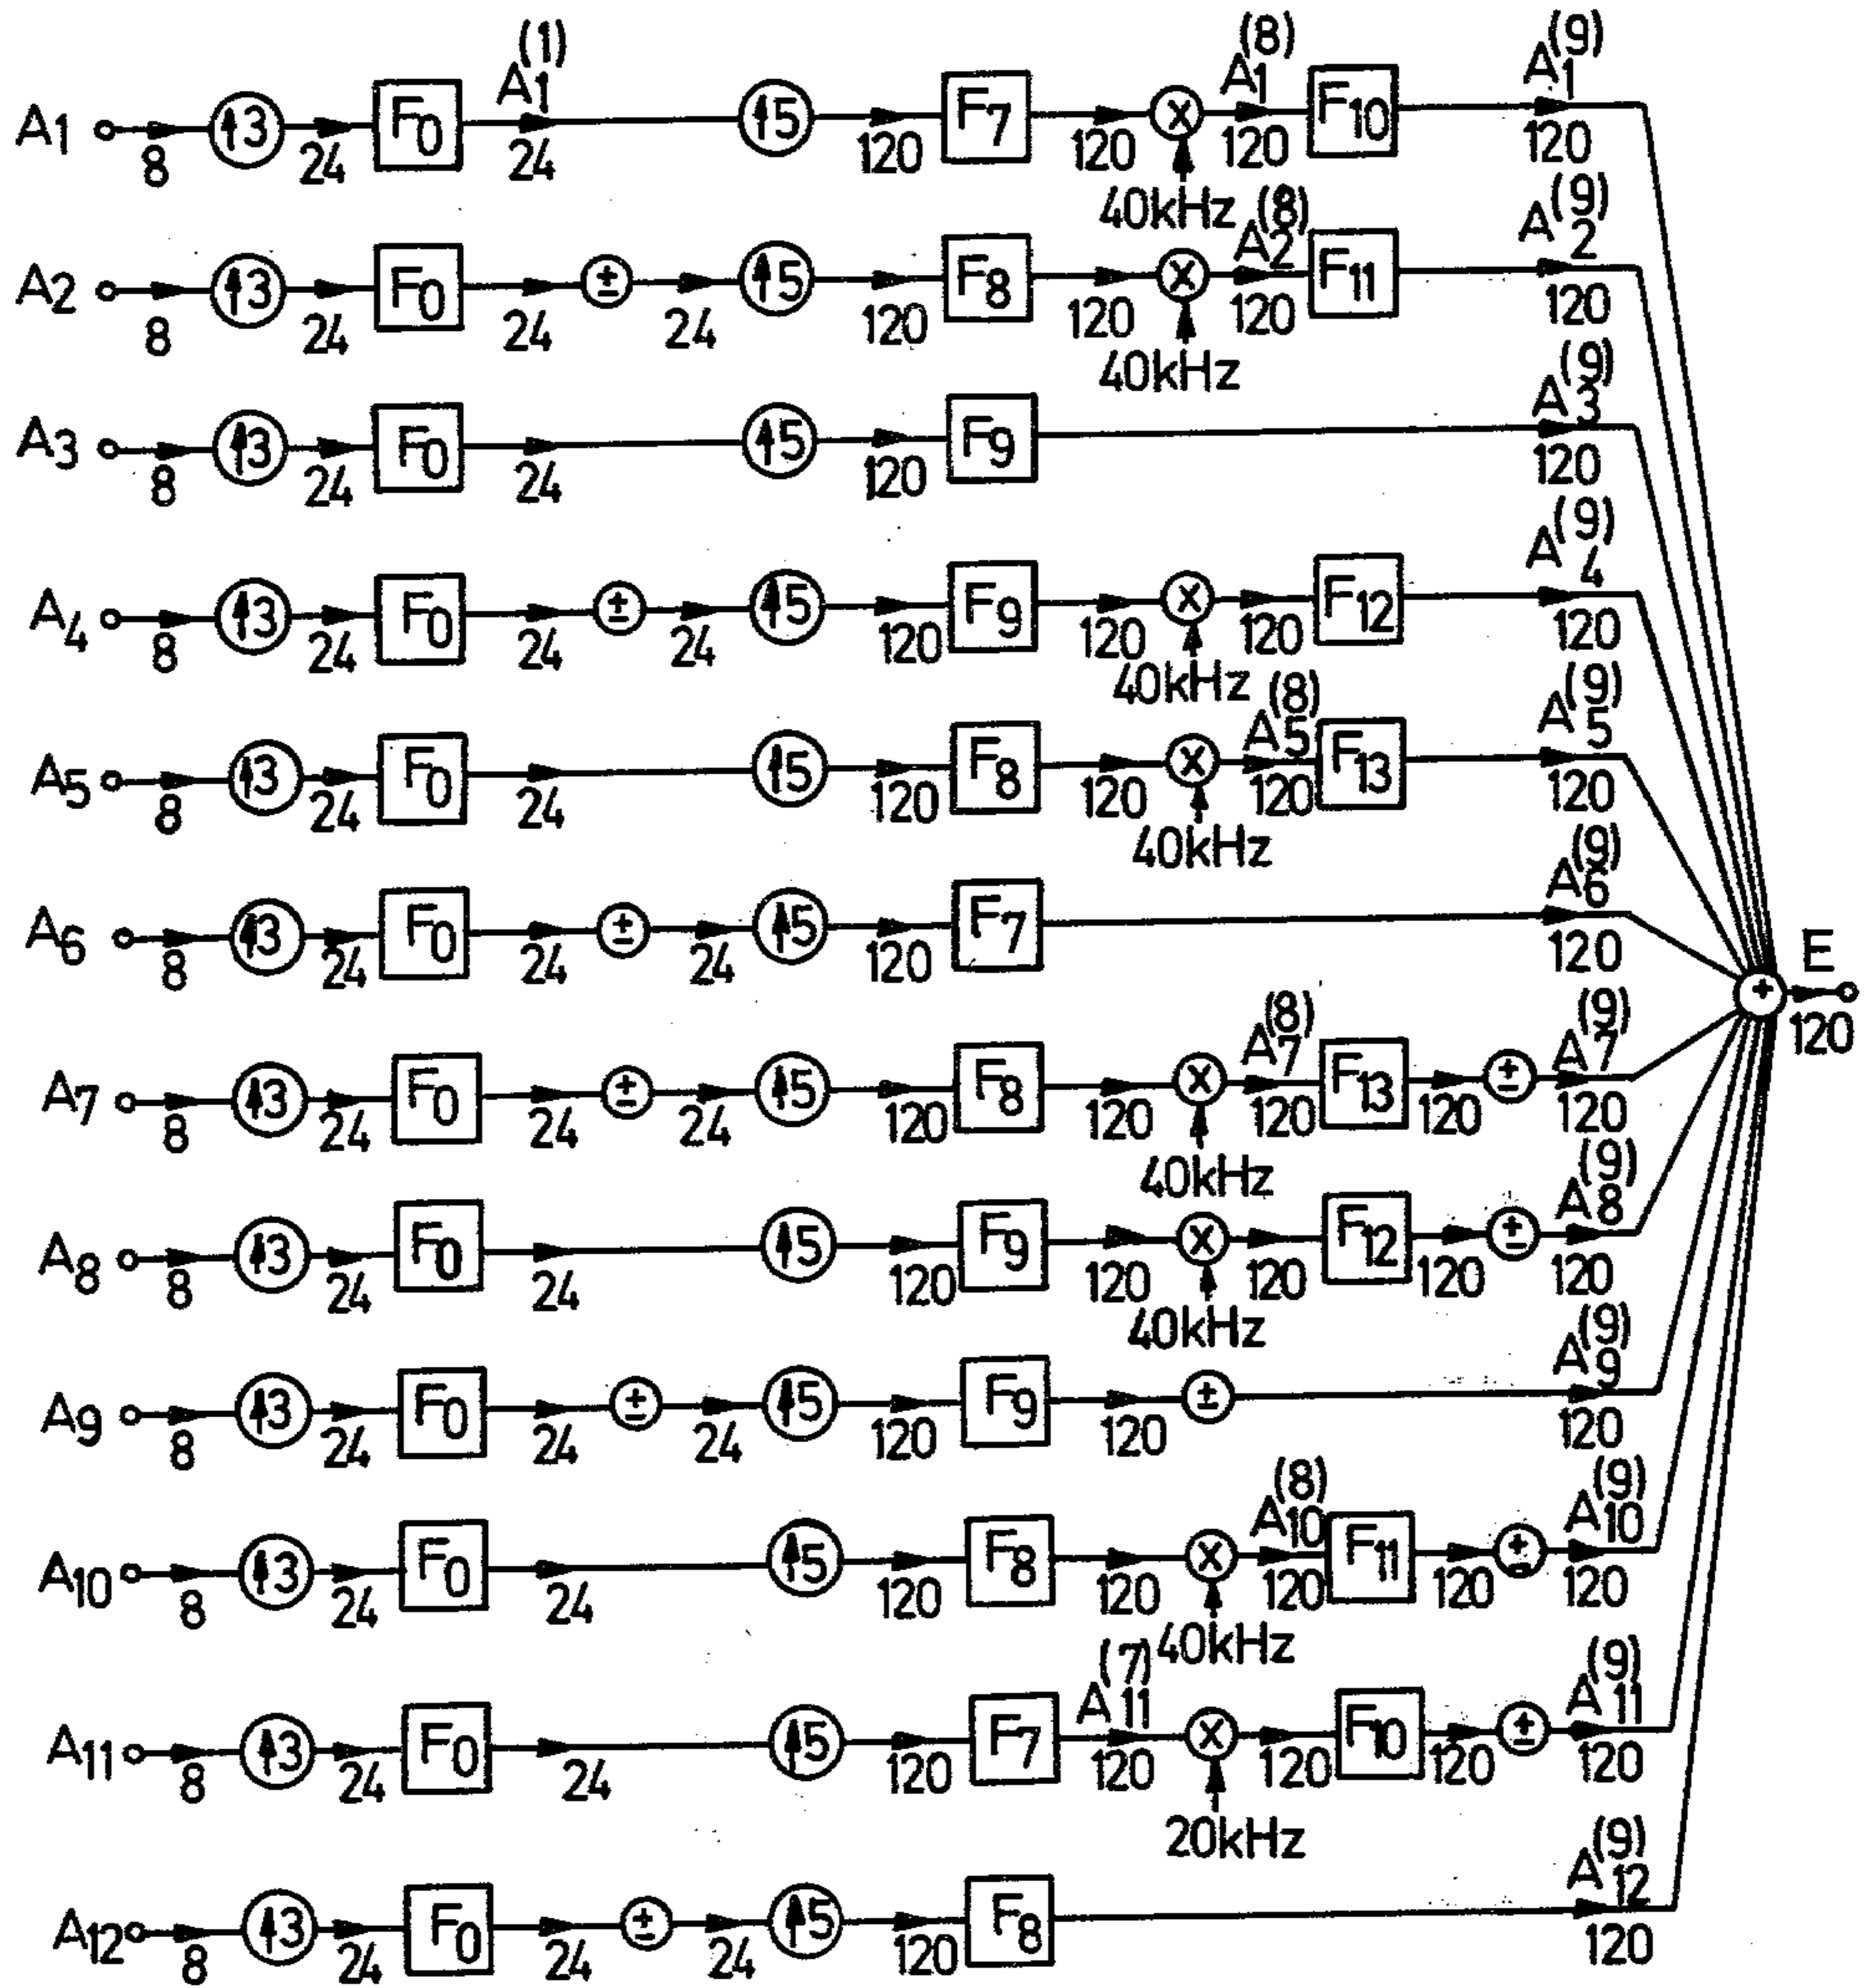 A1 8 ↑3 24 F0 A1(1) 24 ↑5 120 F7 120 × 40kHz A1(8) 120 F10 A1(9) 120
A2 8 ↑3 24 F0 24 ± 24 ↑5 120 F8 120 × 40kHz A2(8) 120 F11 A2(9) 120
A3 8 ↑3 24 F0 24 ↑5 120 F9 A3(9) 120
A4 8 ↑3 24 F0 24 ± 24 ↑5 120 F9 120 × 40kHz 120 F12 A4(9) 120
A5 8 ↑3 24 F0 24 ↑5 120 F8 120 × 40kHz A5(8) 120 F13 A5(9) 120
A6 8 ↑3 24 F0 24 ± 24 ↑5 120 F7 A6(9) 120
+ E 120
A7 8 ↑3 24 F0 24 ± 24 ↑5 120 F8 120 × 40kHz A7(8) 120 F13 120 ± A7(9) 120
A8 8 ↑3 24 F0 24 ↑5 120 F9 120 × 40kHz 120 F12 120 ± A8(9) 120
A9 8 ↑3 24 F0 24 ± 24 ↑5 120 F9 120 ± A9(9) 120
A10 8 ↑3 24 F0 24 ↑5 120 F8 120 × 40kHz A10(8) 120 F11 120 ± A10(9) 120
A11 8 ↑3 24 F0 24 ↑5 120 F7 A11(7) 120 × 20kHz 120 F10 120 ± A11(9) 120
A12 8 ↑3 24 F0 24 ± 24 ↑5 120 F8 A12(9) 120